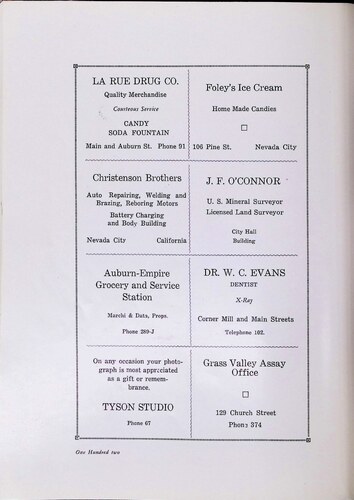 LA RUE DRUG CO.
Quality Merchandise
Courteous Service
CANDY
SODA FOUNTAIN
Main and Auburn St. Phone 91
Foley's Ice Cream
Home Made Candies
106 Pine St. Nevada City
Christenson Brothers
Auto Repairing, Welding and
Brazing, Reboring Motors
Battery Charging
and Body Building
Nevada City California
J. F. O'CONNOR
U. S. Mineral Surveyor
Licensed Land Surveyor
City Hall
Building
Auburn-Empire
Grocery and Service
Station
Marchi & Data, Props.
Phone 289-J
DR. W. C. EVANS
DENTIST
X-Ray
Corner Mill and Main Streets
Telephone 102.
On any occasion your photo-
graph is most appreciated
as a gift or remem-
brance.
TYSON STUDIO
Phone 67
Grass Valley Assay
Office
129 Church Street
Phone 374
One Hundred two